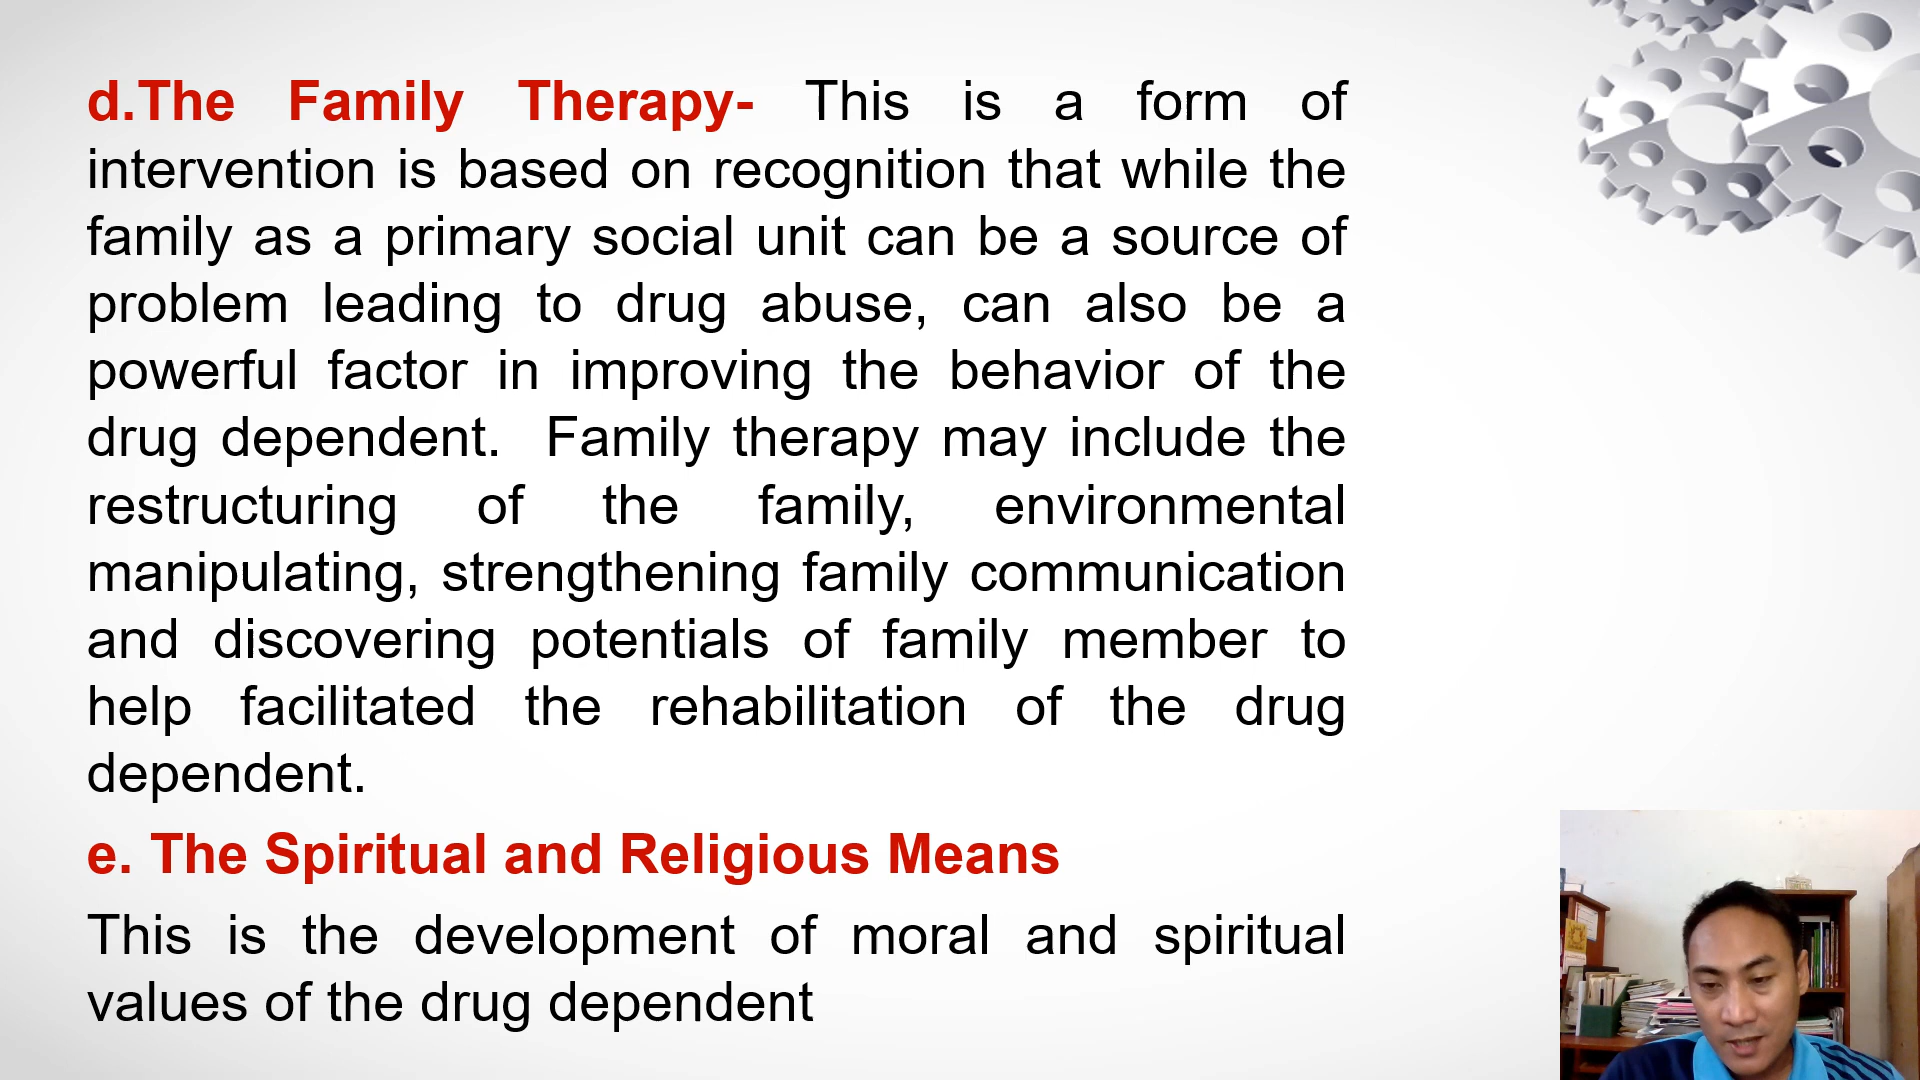 d.The Family Therapy- This is a form of
intervention is based on recognition that while the
family as a primary social unit can be a source of
problem leading to drug abuse, can also be a
powerful factor in improving the behavior of the
drug dependent.  Family therapy may include the
restructuring of the family, environmental
manipulating, strengthening family communication
and discovering potentials of family member to
help facilitated the rehabilitation of the drug
dependent.
e. The Spiritual and Religious Means
This is the development of moral and spiritual
values of the drug dependent